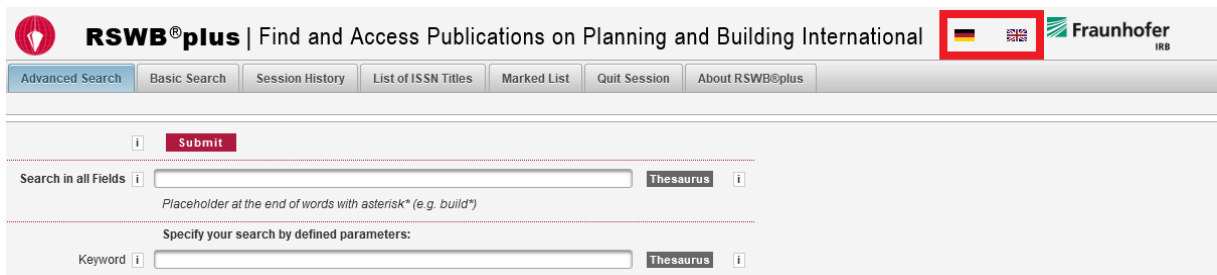 RSWB®plus | Find and Access Publications on Planning and Building International
Fraunhofer
IRB
Advanced Search Basic Search Session History List of ISSN Titles Marked List Quit Session About RSWB®plus
i Submit
Search in all Fields i Thesaurus i
Placeholder at the end of words with asterisk* (e.g. build*)
Specify your search by defined parameters:
Keyword i Thesaurus i